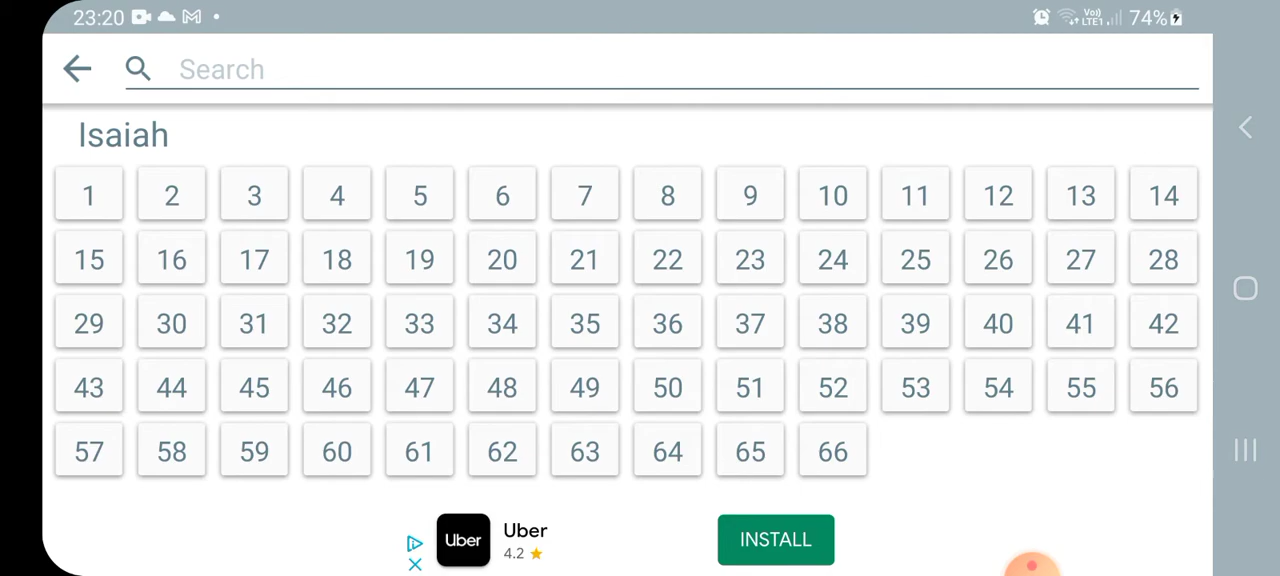 23:20 74%
Vo))
LTE1
Search
Isaiah
1 2 3 4 5 6 7 8 9 10 11 12 13 14
15 16 17 18 19 20 21 22 23 24 25 26 27 28
29 30 31 32 33 34 35 36 37 38 39 40 41 42
43 44 45 46 47 48 49 50 51 52 53 54 55 56
57 58 59 60 61 62 63 64 65 66
Uber Uber INSTALL
4.2